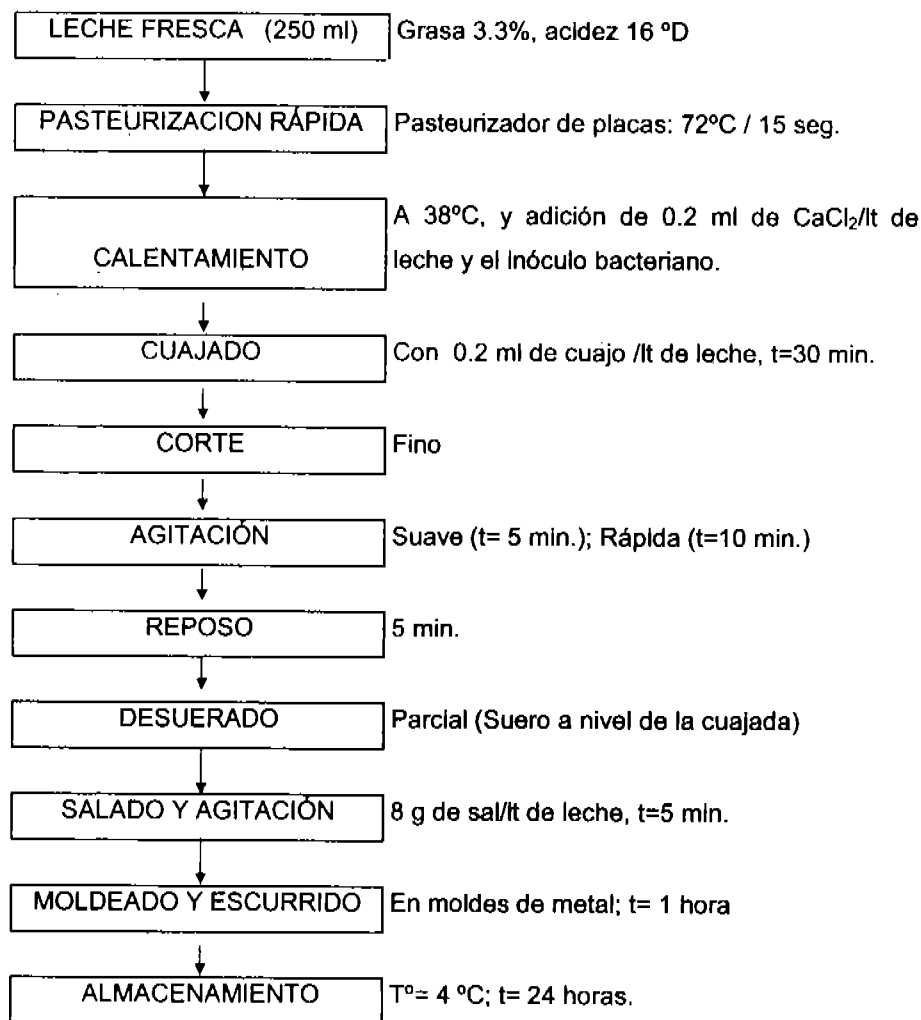 LECHE FRESCA (250 ml) Grasa 3.3%, acidez 16 ºD
PASTEURIZACION RÁPIDA Pasteurizador de placas: 72ºC / 15 seg.
A 38ºC, y adición de 0.2 ml de CaCl₂/lt de
CALENTAMIENTO leche y el inóculo bacteriano.
CUAJADO Con 0.2 ml de cuajo /lt de leche, t=30 min.
CORTE Fino
AGITACIÓN Suave (t= 5 min.); Rápida (t=10 min.)
REPOSO 5 min.
DESUERADO Parcial (Suero a nivel de la cuajada)
SALADO Y AGITACIÓN 8 g de sal/lt de leche, t=5 min.
MOLDEADO Y ESCURRIDO En moldes de metal; t= 1 hora
ALMACENAMIENTO Tº= 4 ºC; t= 24 horas.